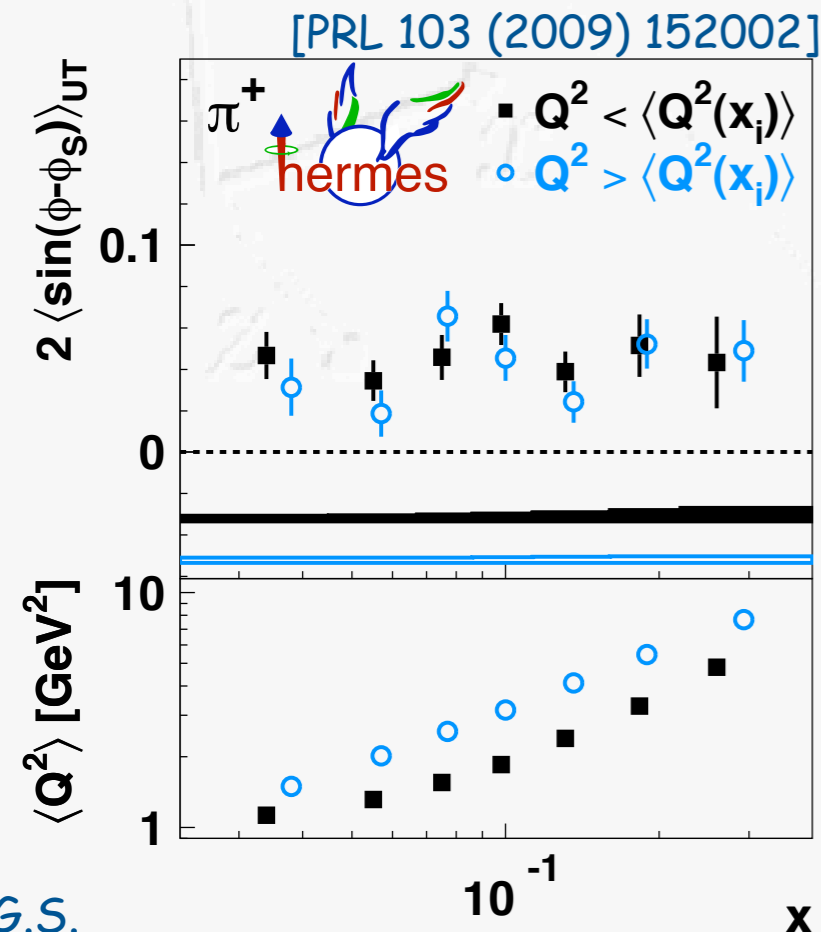 [PRL 103 (2009) 152002]
2 ⟨sin(ϕ-ϕS)⟩UT
π+
hermes
Q2 < ⟨Q2(xi)⟩
Q2 > ⟨Q2(xi)⟩
0.1
0
⟨Q2⟩ [GeV2]
10
1
10 -1
x
G.S.